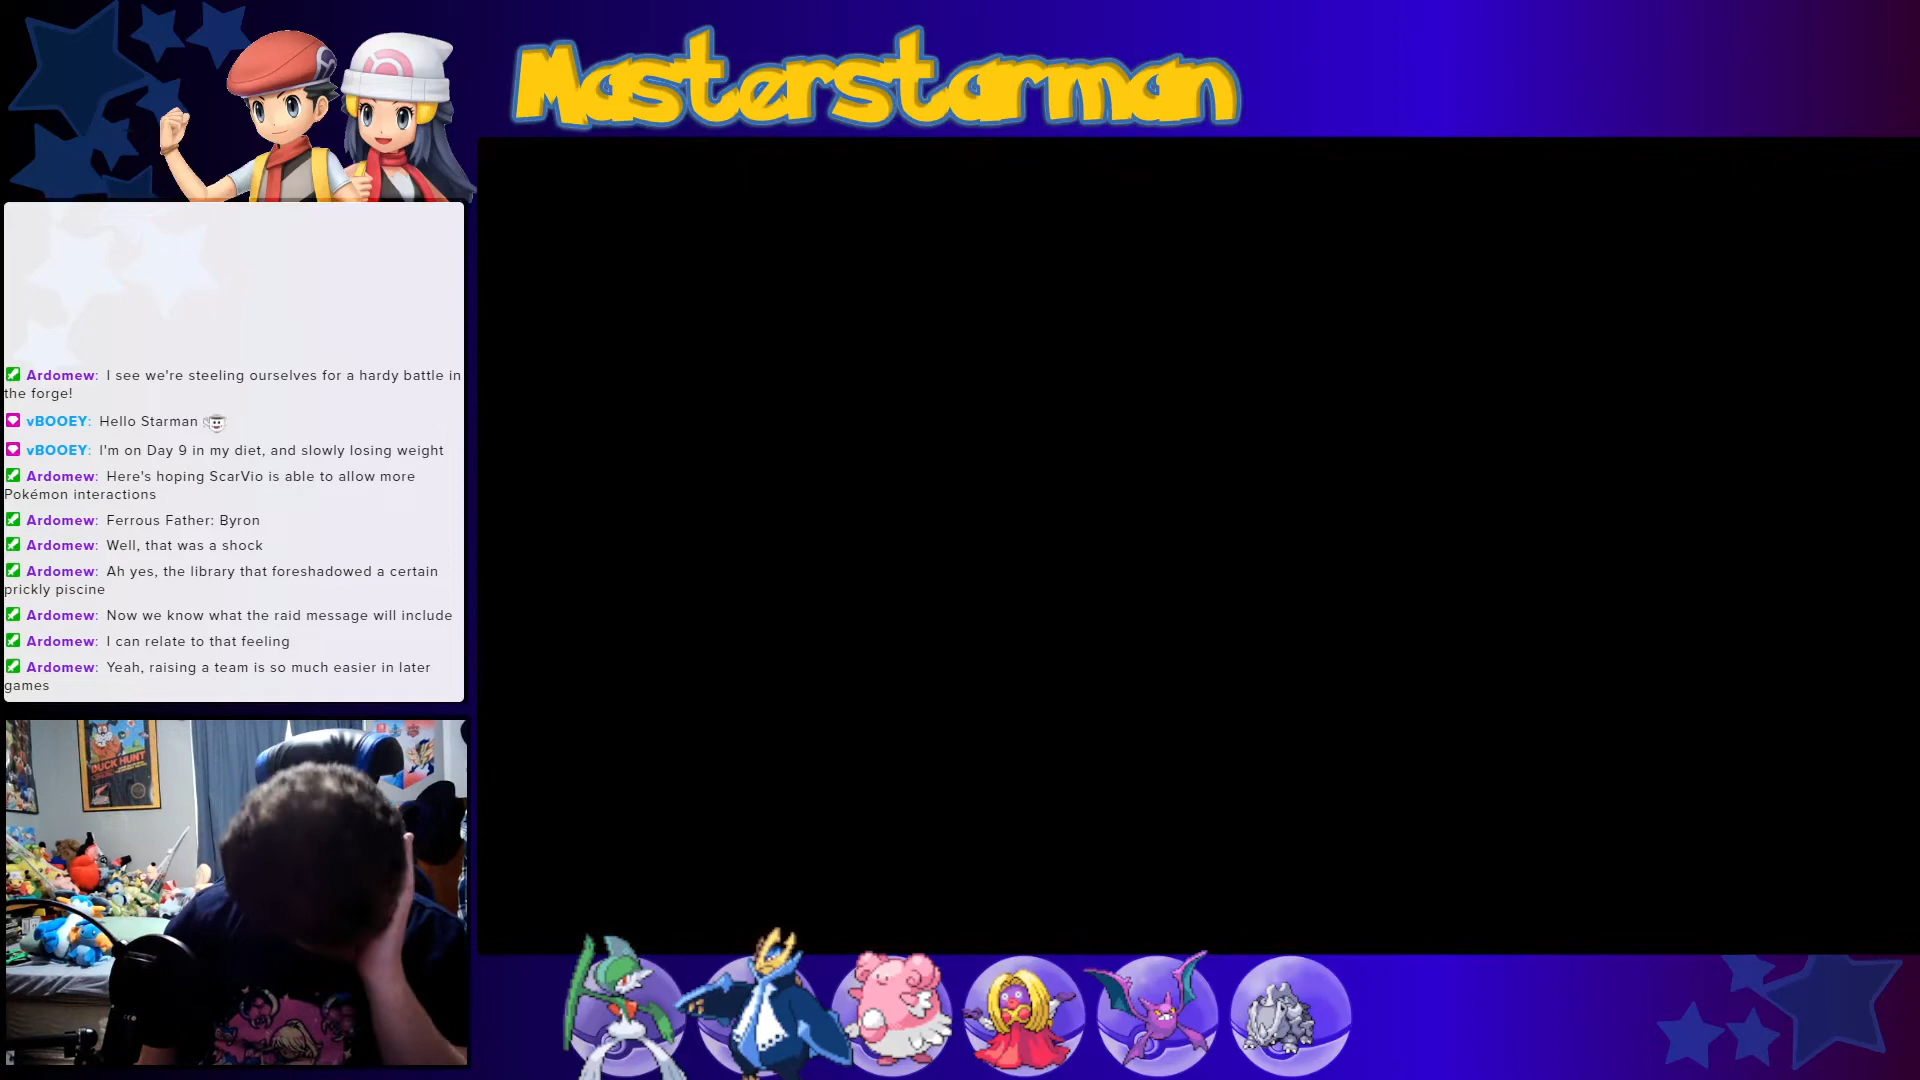 Masterstarman
Ardomew: I see we're steeling ourselves for a hardy battle in
the forge!
vBOOEY: Hello Starman
vBOOEY: I'm on Day 9 in my diet, and slowly losing weight
Ardomew: Here's hoping ScarVio is able to allow more
Pokémon interactions
Ardomew: Ferrous Father: Byron
Ardomew: Well, that was a shock
Ardomew: Ah yes, the library that foreshadowed a certain
prickly piscine
Ardomew: Now we know what the raid message will include
Ardomew: I can relate to that feeling
Ardomew: Yeah, raising a team is so much easier in later
games
DUCK HUNT